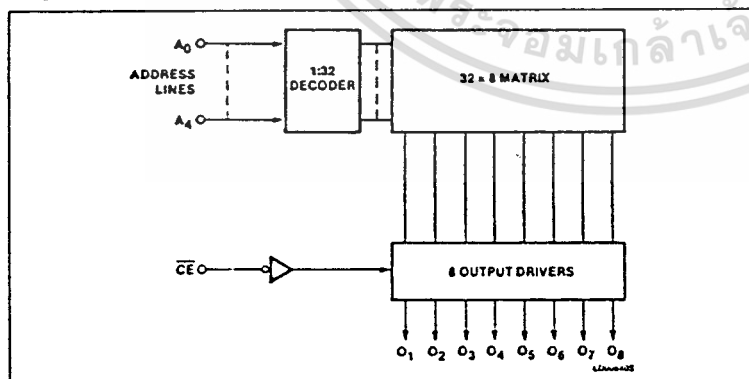 A0
ADDRESS
LINES
A4
1:32
DECODER
32 × 8 MATRIX
CE
8 OUTPUT DRIVERS
O1 O2 O3 O4 O5 O6 O7 O8